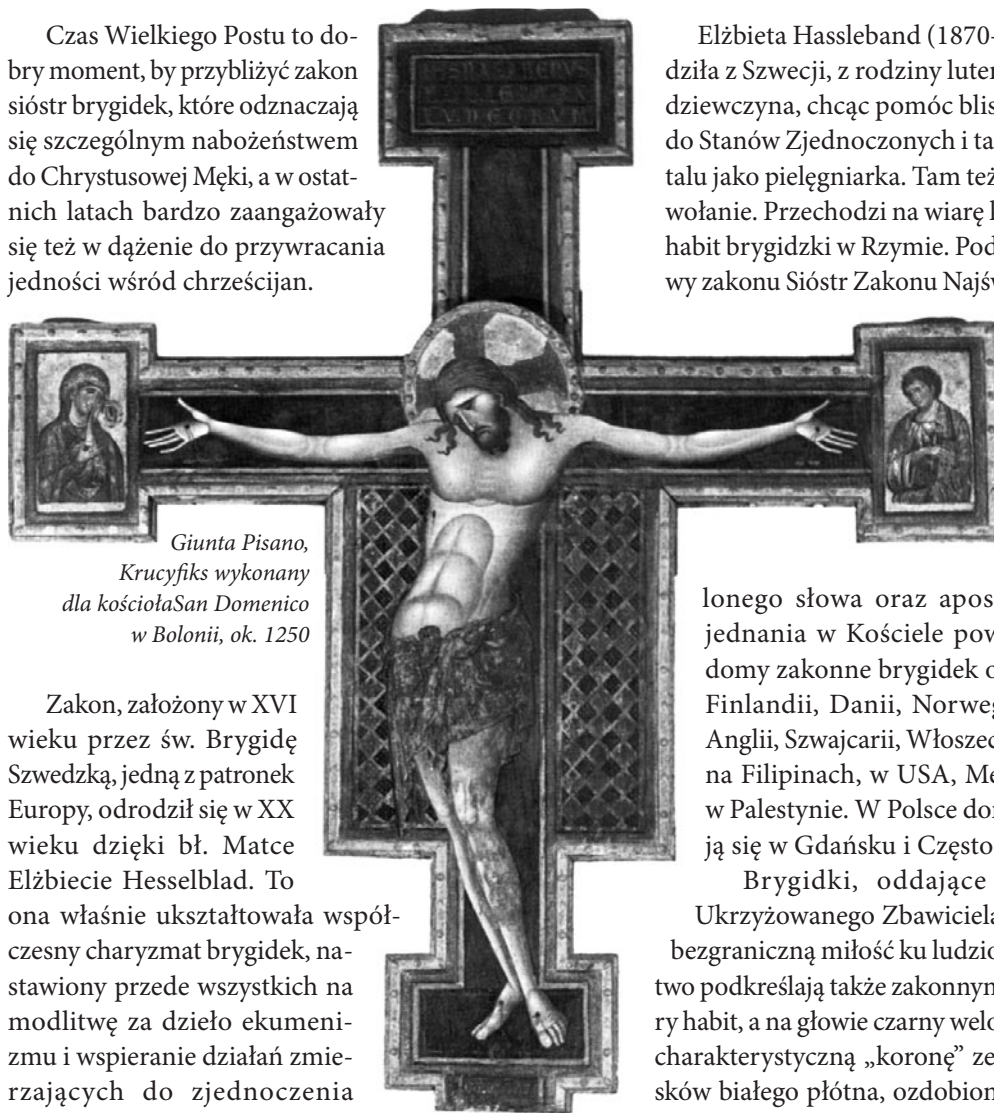 Czas Wielkiego Postu to do-
bry moment, by przybliżyć zakon
sióstr brygidek, które odznaczają
się szczególnym nabożeństwem
do Chrystusowej Męki, a w ostat-
nich latach bardzo zaangażowały
się też w dążenie do przywracania
jedności wśród chrześcijan.
Giunta Pisano,
Krucyfiks wykonany
dla kościołaSan Domenico
w Bolonii, ok. 1250
Zakon, założony w XVI
wieku przez św. Brygidę
Szwedzką, jedną z patronek
Europy, odrodził się w XX
wieku dzięki bł. Matce
Elżbiecie Hesselblad. To
ona właśnie ukształtowała współ-
czesny charyzmat brygidek, na-
stawiony przede wszystkich na
modlitwę za dzieło ekumeni-
zmu i wspieranie działań zmie-
rzających do zjednoczenia
Elżbieta Hassleband (1870-
dziła z Szwecji, z rodziny luter
dziewczyna, chcąc pomóc blis
do Stanów Zjednoczonych i ta
talu jako pielęgniarka. Tam też
wołanie. Przechodzi na wiarę
habit brygidzki w Rzymie. Pod
wy zakonu Sióstr Zakonu Najśw
lonego słowa oraz apos
jednania w Kościele pow
domy zakonne brygidek
Finlandii, Danii, Norweg
Anglii, Szwajcarii, Włoszec
na Filipinach, w USA, Me
w Palestynie. W Polsce do
ją się w Gdańsku i Często
Brygidki, oddające
Ukrzyżowanego Zbawiciela
bezgraniczną miłość ku ludzio
two podkreślają także zakonnym
ry habit, a na głowie czarny welo
charakterystyczną „koronę” ze
sków białego płótna, ozdobion